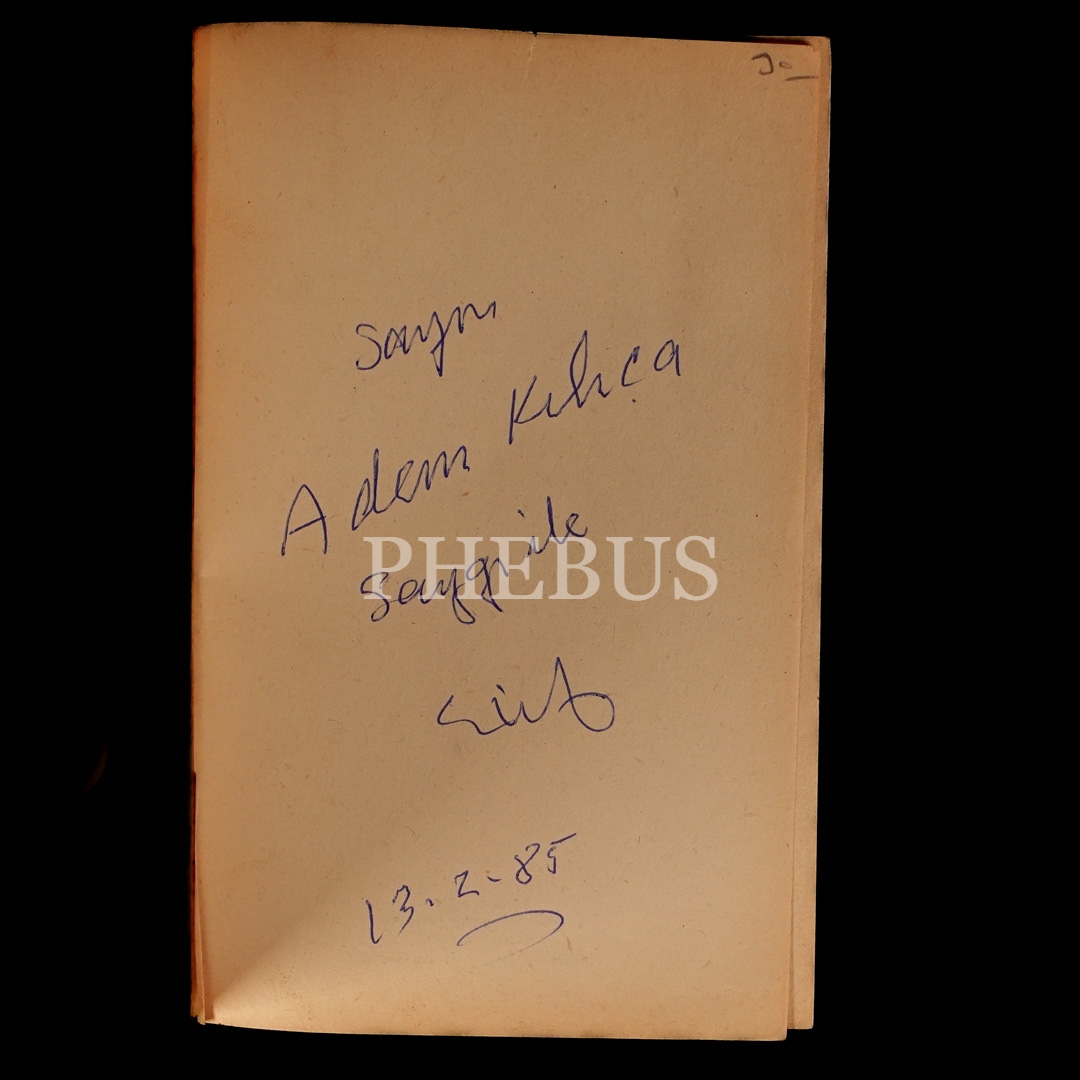 Sayın
Adem Kılıca
saygı ile
PHEBUS
13.2.85